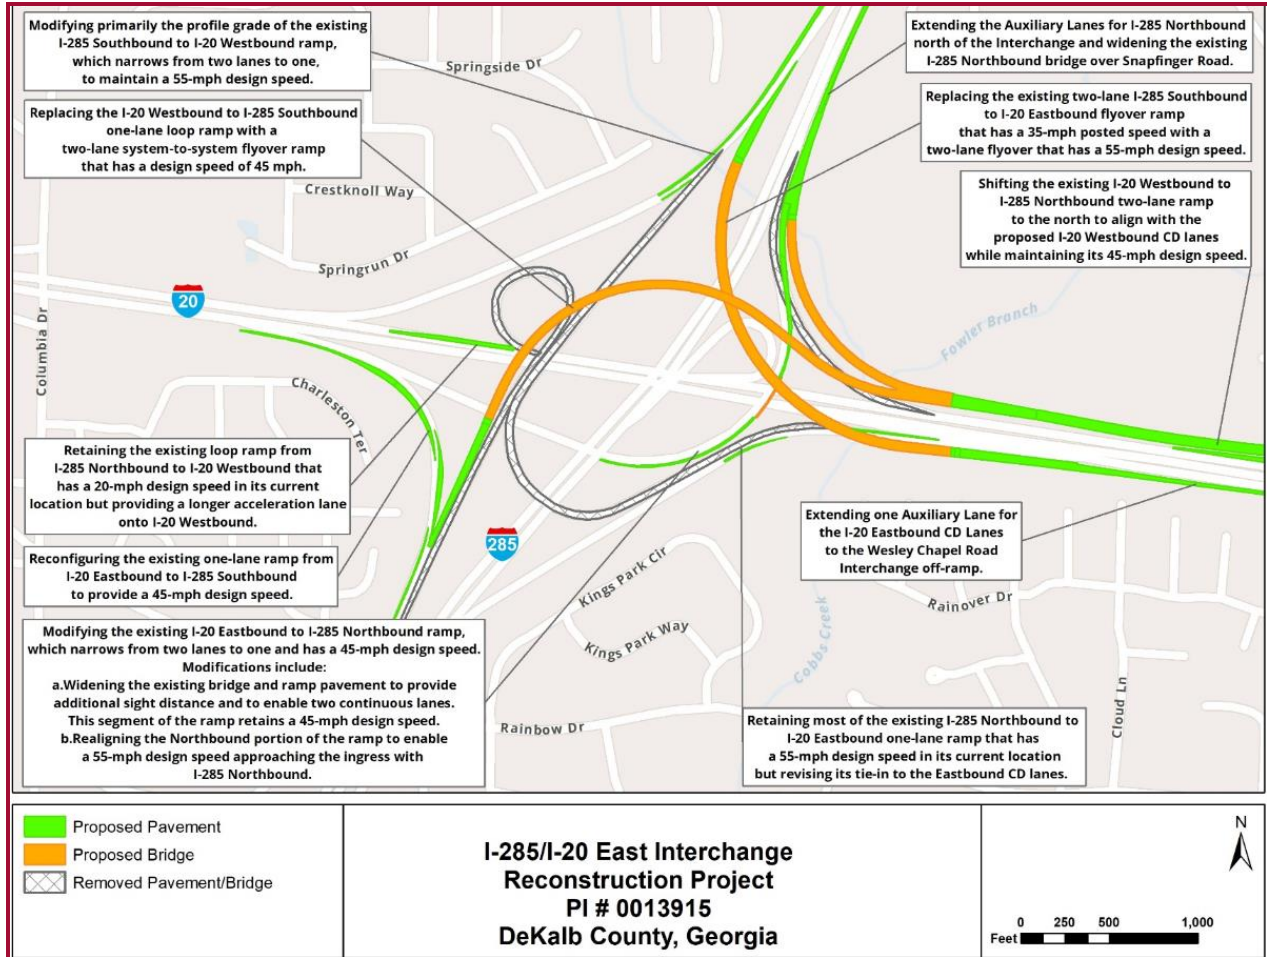 Modifying primarily the profile grade of the existing
I-285 Southbound to I-20 Westbound ramp,
which narrows from two lanes to one,
to maintain a 55-mph design speed.
Replacing the I-20 Westbound to I-285 Southbound
one-lane loop ramp with a
two-lane system-to-system flyover ramp
that has a design speed of 45 mph.
Extending the Auxiliary Lanes for I-285 Northbound
north of the Interchange and widening the existing
I-285 Northbound bridge over Snapfinger Road.
Replacing the existing two-lane I-285 Southbound
to I-20 Eastbound flyover ramp
that has a 35-mph posted speed with a
two-lane flyover that has a 55-mph design speed.
Shifting the existing I-20 Westbound to
I-285 Northbound two-lane ramp
to the north to align with the
proposed I-20 Westbound CD lanes
while maintaining its 45-mph design speed.
Springside Dr
Crestknoll Way
Springrun Dr
20
Columbia Dr
Charleston Ter
Fowler Branch
Retaining the existing loop ramp from
I-285 Northbound to I-20 Westbound that
has a 20-mph design speed in its current
location but providing a longer acceleration lane
onto I-20 Westbound.
Reconfiguring the existing one-lane ramp from
I-20 Eastbound to I-285 Southbound
to provide a 45-mph design speed.
285
Extending one Auxiliary Lane for
the I-20 Eastbound CD Lanes
to the Wesley Chapel Road
Interchange off-ramp.
Kings Park Cir
Kings Park Way
Cobbs Creek
Rainover Dr
Cloud Ln
Rainbow Dr
Modifying the existing I-20 Eastbound to I-285 Northbound ramp,
which narrows from two lanes to one and has a 45-mph design speed.
Modifications include:
a.Widening the existing bridge and ramp pavement to provide
additional sight distance and to enable two continuous lanes.
This segment of the ramp retains a 45-mph design speed.
b.Realigning the Northbound portion of the ramp to enable
a 55-mph design speed approaching the ingress with
I-285 Northbound.
Retaining most of the existing I-285 Northbound to
I-20 Eastbound one-lane ramp that has
a 55-mph design speed in its current location
but revising its tie-in to the Eastbound CD lanes.
Proposed Pavement
Proposed Bridge
Removed Pavement/Bridge
I-285/I-20 East Interchange
Reconstruction Project
PI # 0013915
DeKalb County, Georgia
N
0 250 500 1,000
Feet